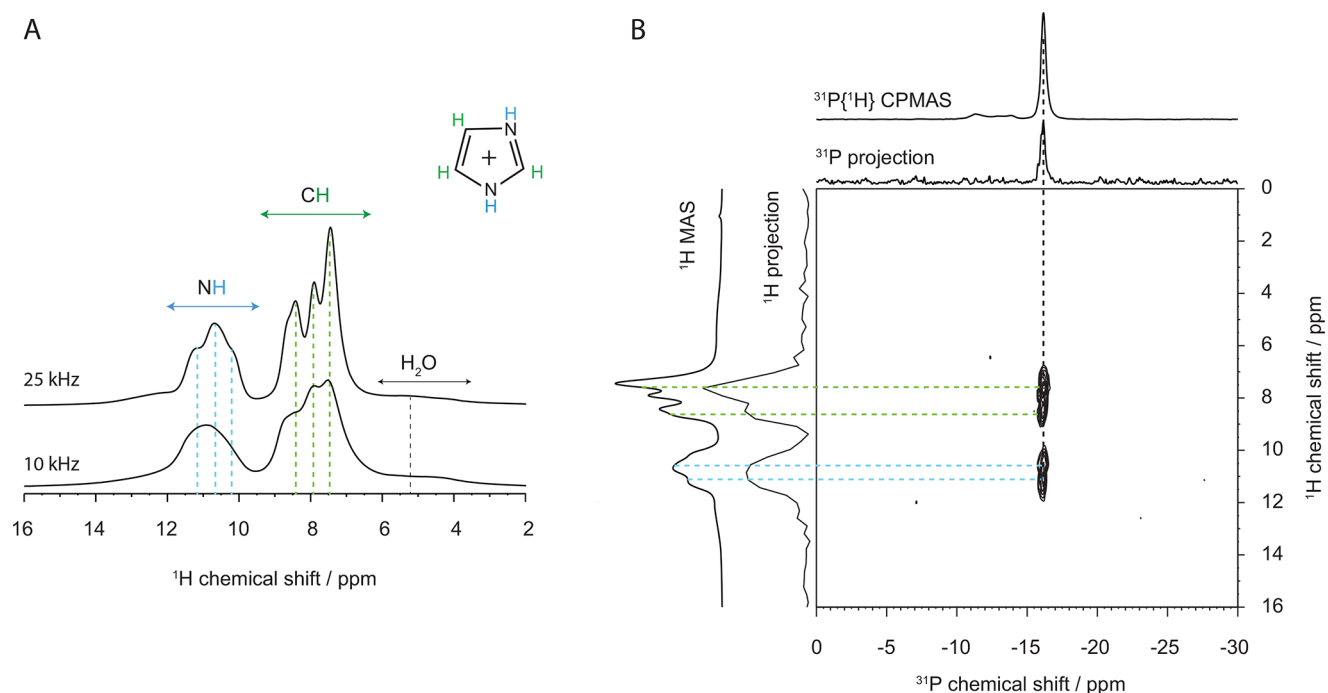 A
H
H
N
H
+
H
N
H
CH
NH
H₂O
25 kHz
10 kHz
16 14 12 10 8 6 4 2
¹H chemical shift / ppm
B
³¹P{¹H} CPMAS
³¹P projection
¹H MAS
¹H projection
0
2
4
6
8
10
12
14
16
¹H chemical shift / ppm
0 -5 -10 -15 -20 -25 -30
³¹P chemical shift / ppm